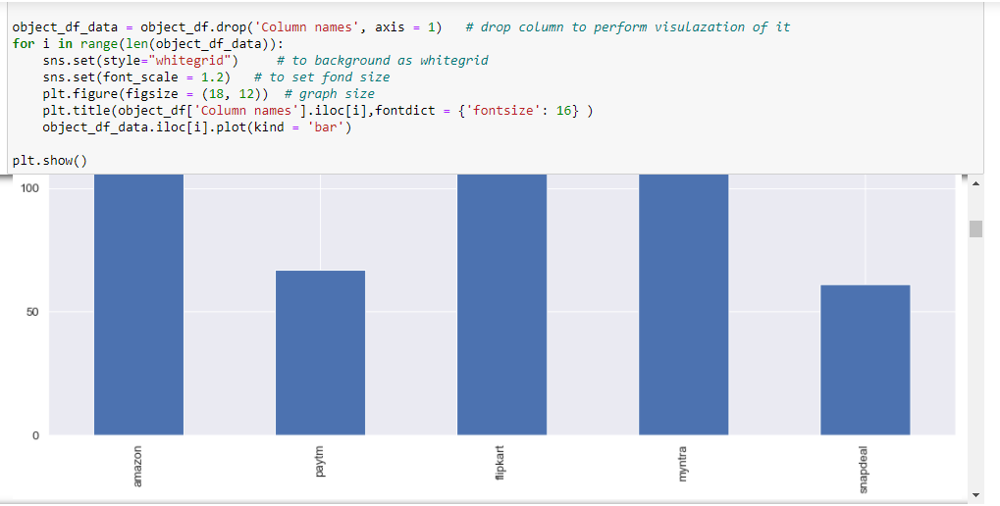 object_df_data = object_df.drop('Column names', axis = 1)   # drop column to perform visulazation of it
for i in range(len(object_df_data)):
    sns.set(style="whitegrid")     # to background as whitegrid
    sns.set(font_scale = 1.2)   # to set fond size
    plt.figure(figsize = (18, 12))  # graph size
    plt.title(object_df['Column names'].iloc[i],fontdict = {'fontsize': 16} )
    object_df_data.iloc[i].plot(kind = 'bar')
plt.show()
100
50
0
amazon
paytm
flipkart
myntra
snapdeal